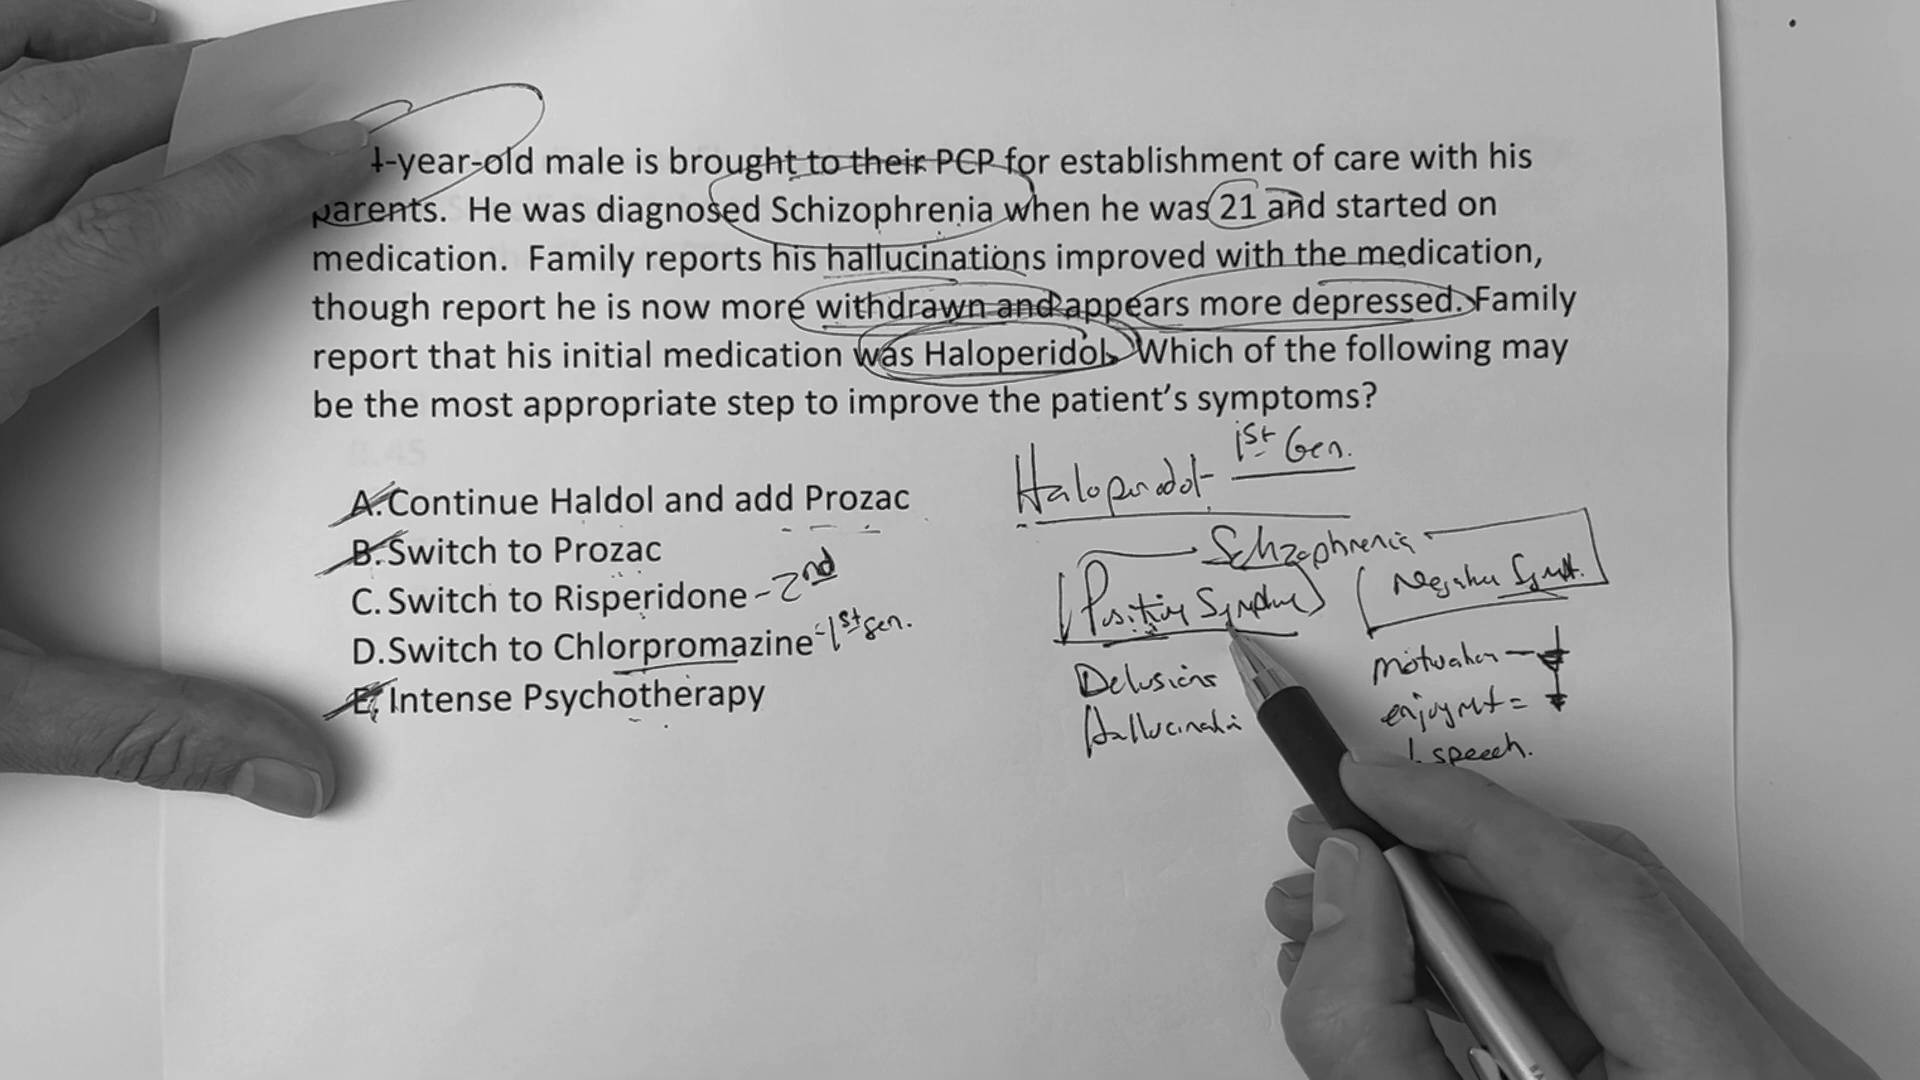 4-year-old male is brought to their PCP for establishment of care with his
parents. He was diagnosed Schizophrenia when he was 21 and started on
medication. Family reports his hallucinations improved with the medication,
though report he is now more withdrawn and appears more depressed. Family
report that his initial medication was Haloperidol. Which of the following may
be the most appropriate step to improve the patient's symptoms?
A. Continue Haldol and add Prozac
B. Switch to Prozac
C. Switch to Risperidone - 2nd
D. Switch to Chlorpromazine - 1st gen.
E. Intense Psychotherapy
Haloperidol - 1st Gen.
Schizophrenia
Positive Symptoms
Delusions
Negative Sympt.
motivation
enjoymt =
speech.